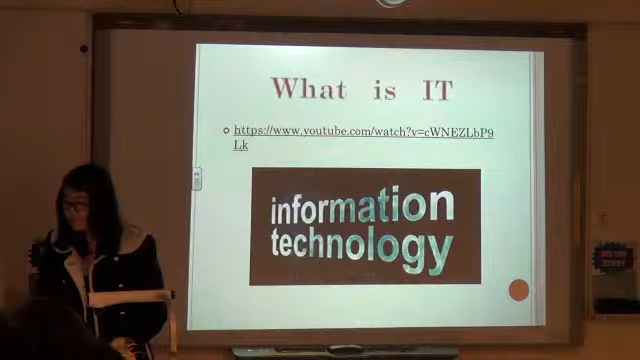 What is IT
https://www.youtube.com/watch?v=cWNEZLbP9
Lk
information
technology